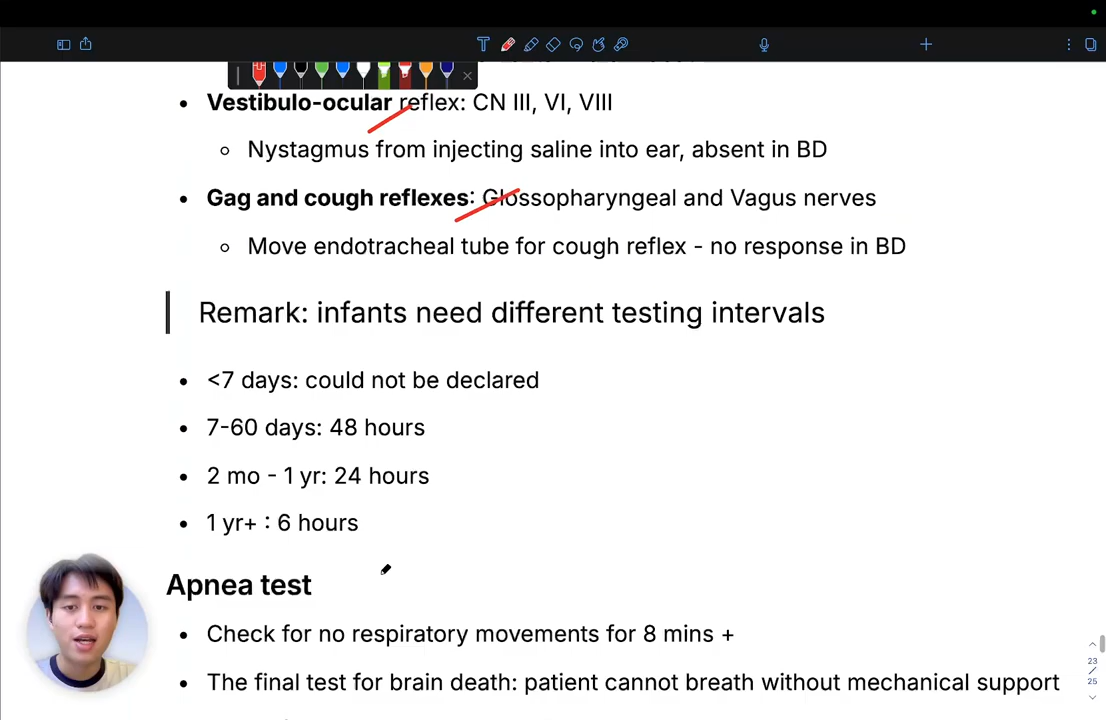 Vestibulo-ocular reflex: CN III, VI, VIII
Nystagmus from injecting saline into ear, absent in BD
Gag and cough reflexes: Glossopharyngeal and Vagus nerves
Move endotracheal tube for cough reflex - no response in BD
Remark: infants need different testing intervals
<7 days: could not be declared
7-60 days: 48 hours
2 mo - 1 yr: 24 hours
1 yr+ : 6 hours
Apnea test
Check for no respiratory movements for 8 mins +
The final test for brain death: patient cannot breath without mechanical support
23
25